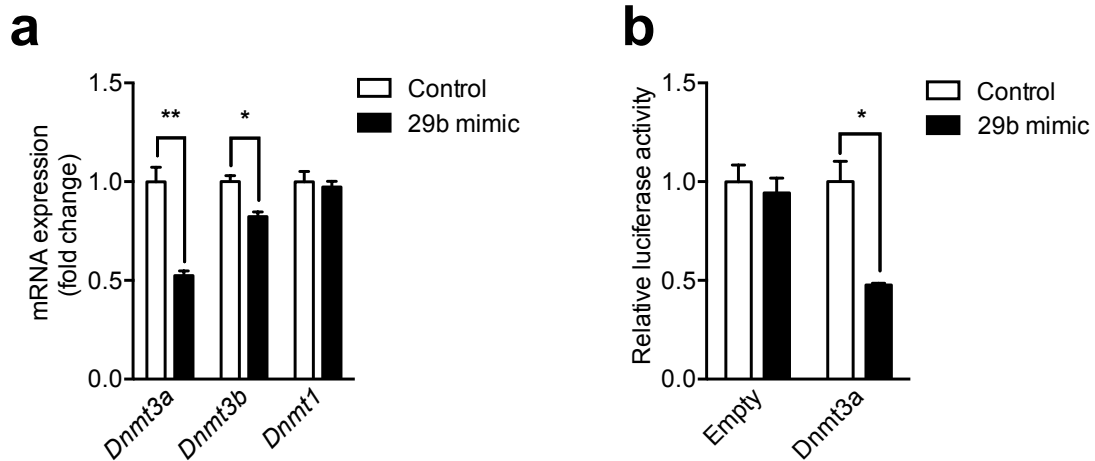 a
mRNA expression
(fold change)
1.5
1.0
0.5
0.0
**
*
Control
29b mimic
Dnmt3a
Dnmt3b
Dnmt1
b
Relative luciferase activity
1.5
1.0
0.5
0.0
*
Control
29b mimic
Empty
Dnmt3a